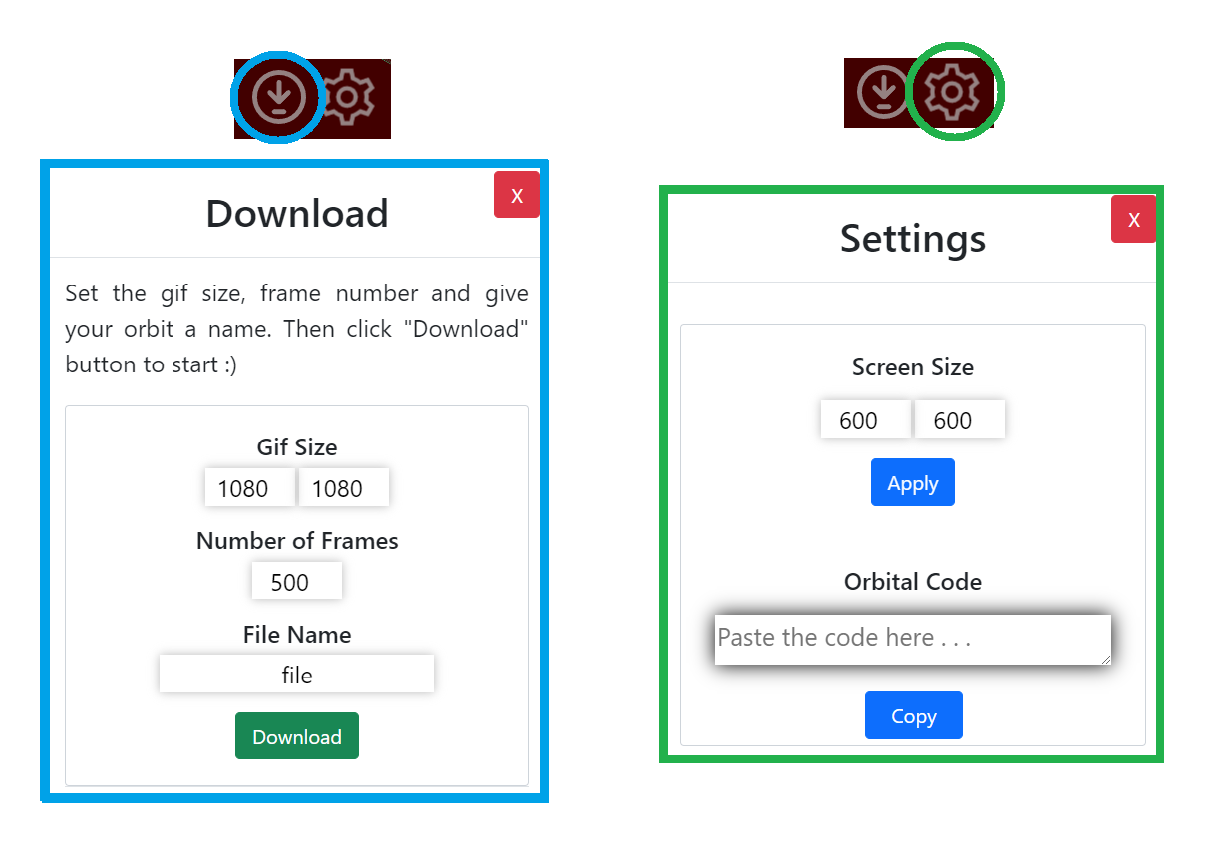 Download
X
Set the gif size, frame number and give
your orbit a name. Then click "Download"
button to start :)
Gif Size
1080 1080
Number of Frames
500
File Name
file
Download
Settings
X
Screen Size
600 600
Apply
Orbital Code
Paste the code here . . .
Copy